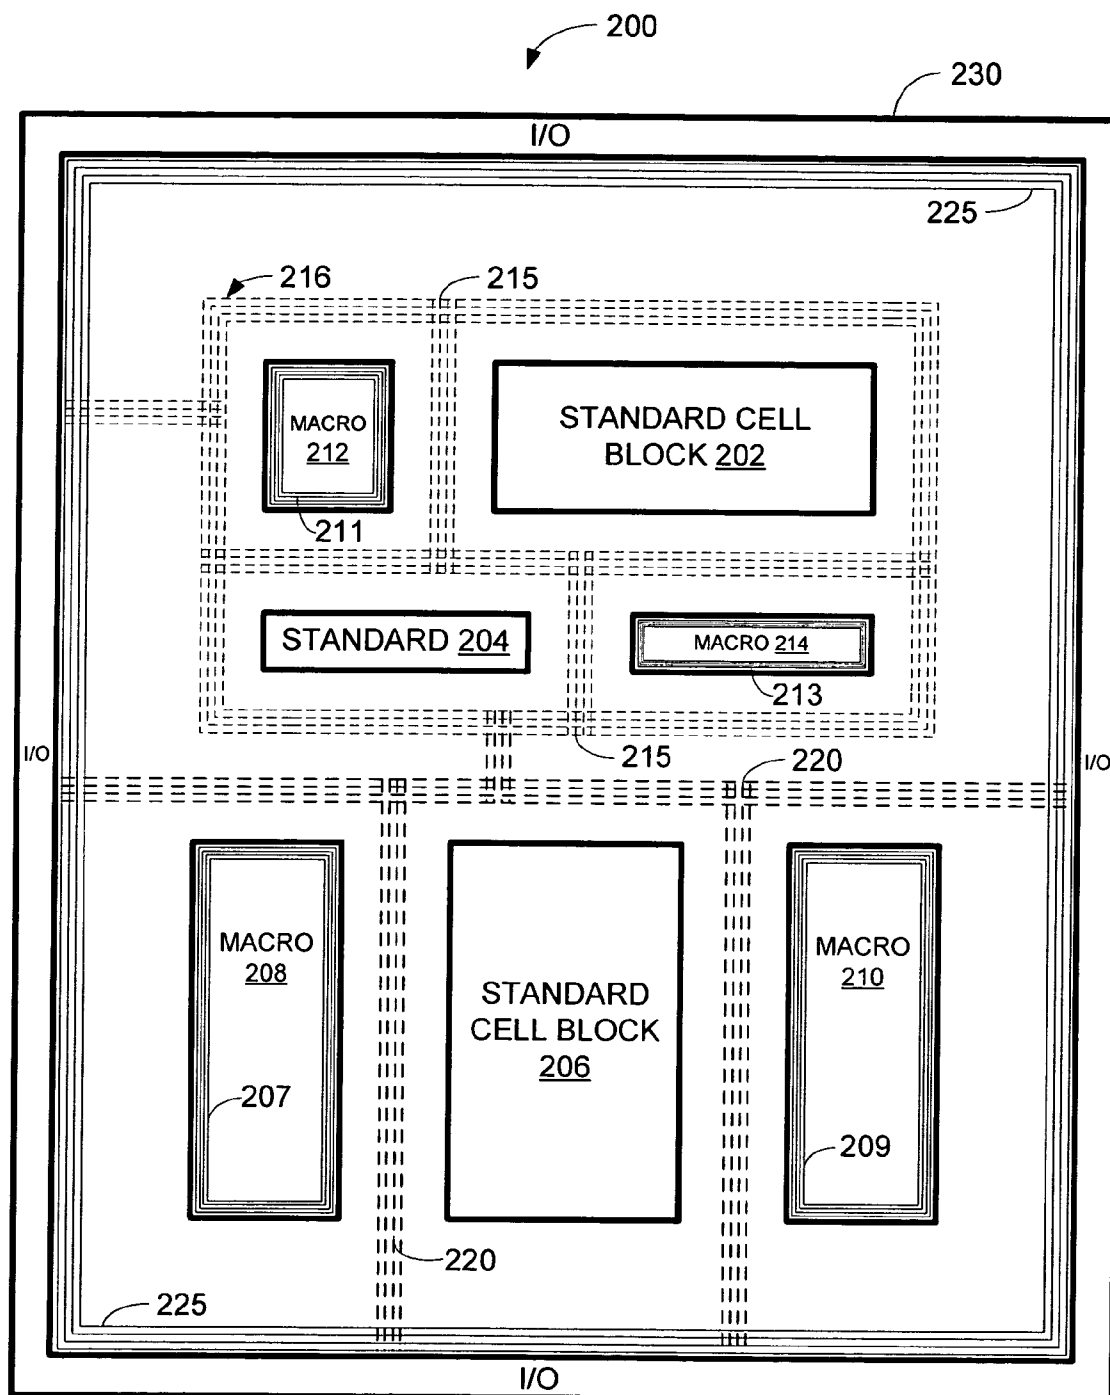 200
230
I/O
225
216
215
MACRO
212
STANDARD CELL
BLOCK 202
211
STANDARD 204
MACRO 214
213
I/O
215
220
I/O
MACRO
208
STANDARD
CELL BLOCK
206
MACRO
210
207
209
220
225
I/O